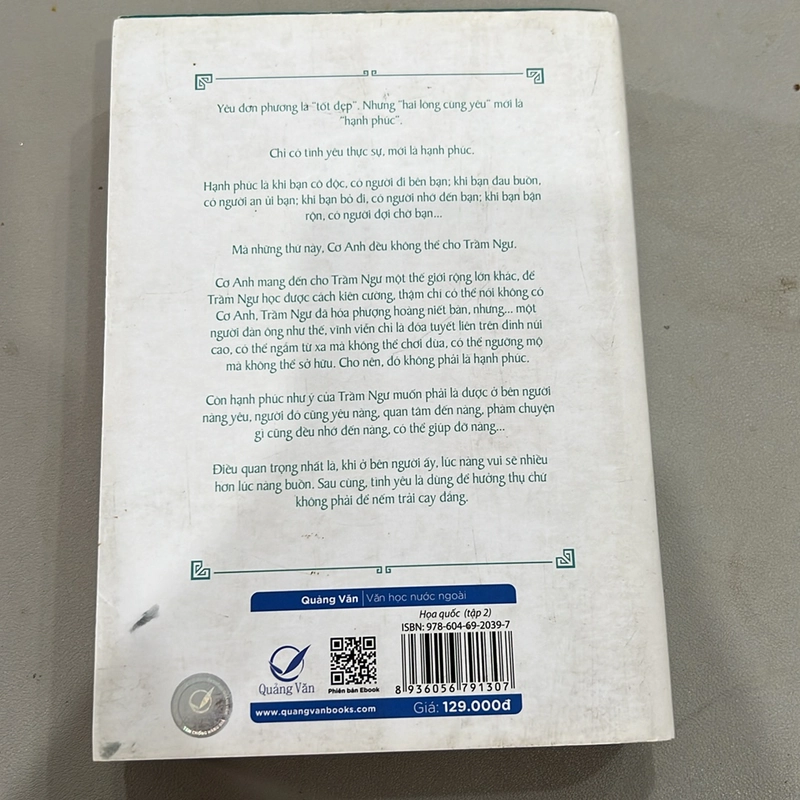 Yêu đơn phương là "tốt đẹp". Nhưng "hai lòng cùng yêu" mới là
"hạnh phúc".
Chỉ có tình yêu thực sự, mới là hạnh phúc.
Hạnh phúc là khi bạn cô độc, có người đi bên bạn; khi bạn đau buồn,
có người an ủi bạn; khi bạn bỏ đi, có người nhớ đến bạn; khi bạn bận
rộn, có người đợi chờ bạn...
Mà những thứ này, Cơ Anh đều không thể cho Trầm Ngư.
Cơ Anh mang đến cho Trầm Ngư một thế giới rộng lớn khác, để
Trầm Ngư học được cách kiên cường, thậm chí có thể nói không có
Cơ Anh, Trầm Ngư đã hóa phượng hoàng niết bàn, nhưng... một
người đàn ông như thế, vĩnh viễn chỉ là đóa tuyết liên trên đỉnh núi
cao, có thể ngắm từ xa mà không thể chơi đùa, có thể ngưỡng mộ
mà không thể sở hữu. Cho nên, đó không phải là hạnh phúc.
Còn hạnh phúc như ý của Trầm Ngư muốn phải là được ở bên người
nàng yêu, người đó cũng yêu nàng, quan tâm đến nàng, phàm chuyện
gì cũng đều nhớ đến nàng, có thể giúp đỡ nàng...
Điều quan trọng nhất là, khi ở bên người ấy, lúc nàng vui sẽ nhiều
hơn lúc nàng buồn. Sau cùng, tình yêu là dùng để hưởng thụ chứ
không phải để nếm trải cay đắng.
Quảng Văn | Văn học nước ngoài
Họa quốc (tập 2)
ISBN: 978-604-69-2039-7
Quảng Văn
Phiên bản Ebook
8 936056 791307
www.quangvanbooks.com
Giá: 129.000đ